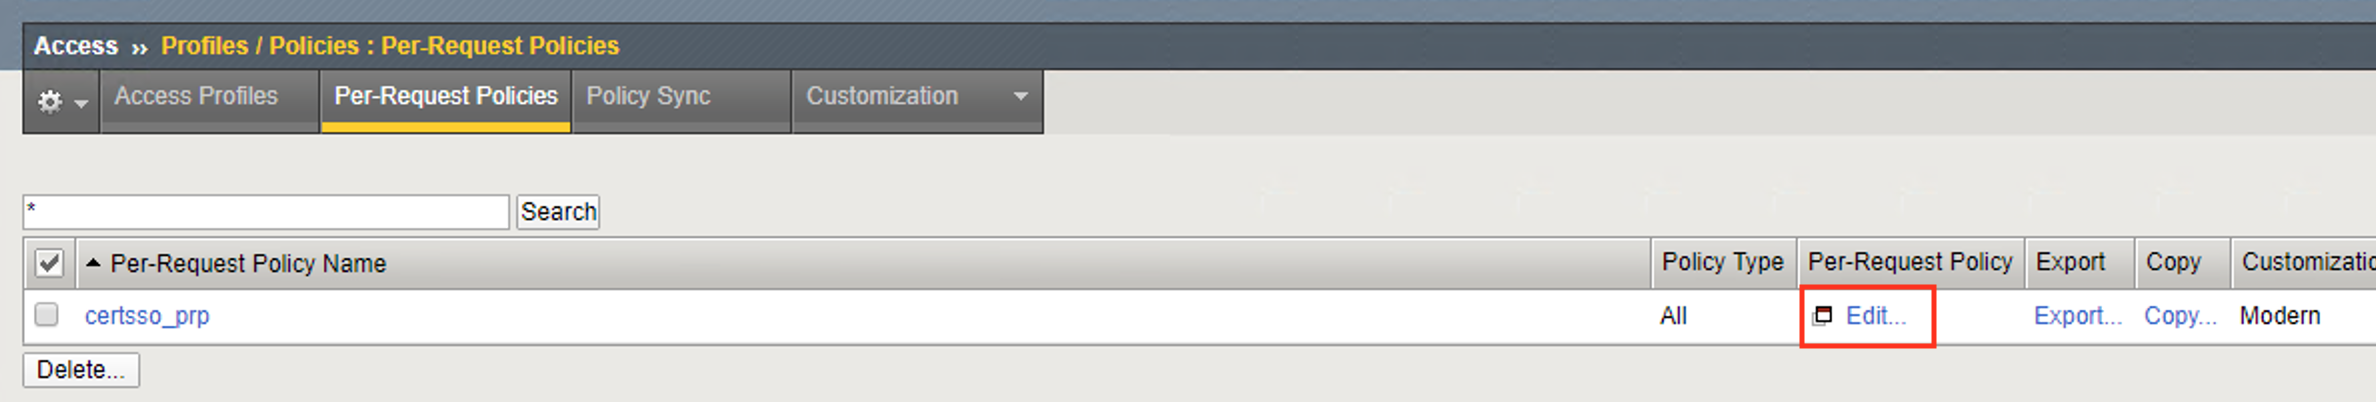 Access ›› Profiles / Policies : Per-Request Policies
Access Profiles Per-Request Policies Policy Sync Customization
* Search
Per-Request Policy Name Policy Type Per-Request Policy Export Copy Customizatio
certsso_prp All Edit... Export... Copy... Modern
Delete...